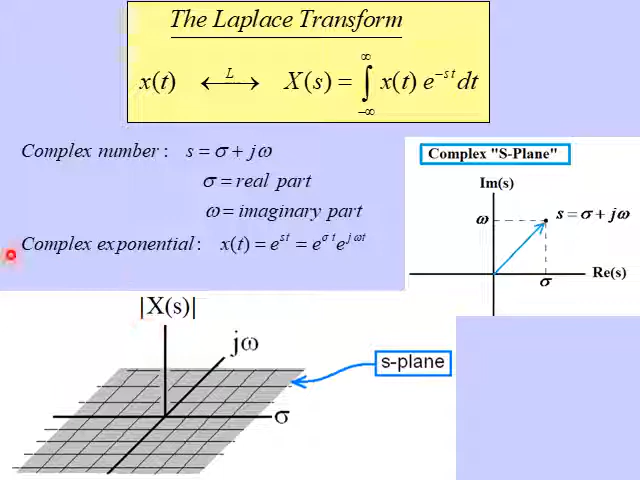 The Laplace Transform
x(t) ⟷ᴸ X(s) = ∫_{−∞}^{∞} x(t) e^{−st} dt
Complex number: s = σ + jω
σ = real part
ω = imaginary part
Complex exponential: x(t) = e^{st} = e^{σt}e^{jωt}
Complex "S-Plane"
Im(s)
ω
s = σ + jω
Re(s)
σ
|X(s)|
jω
s-plane
σ